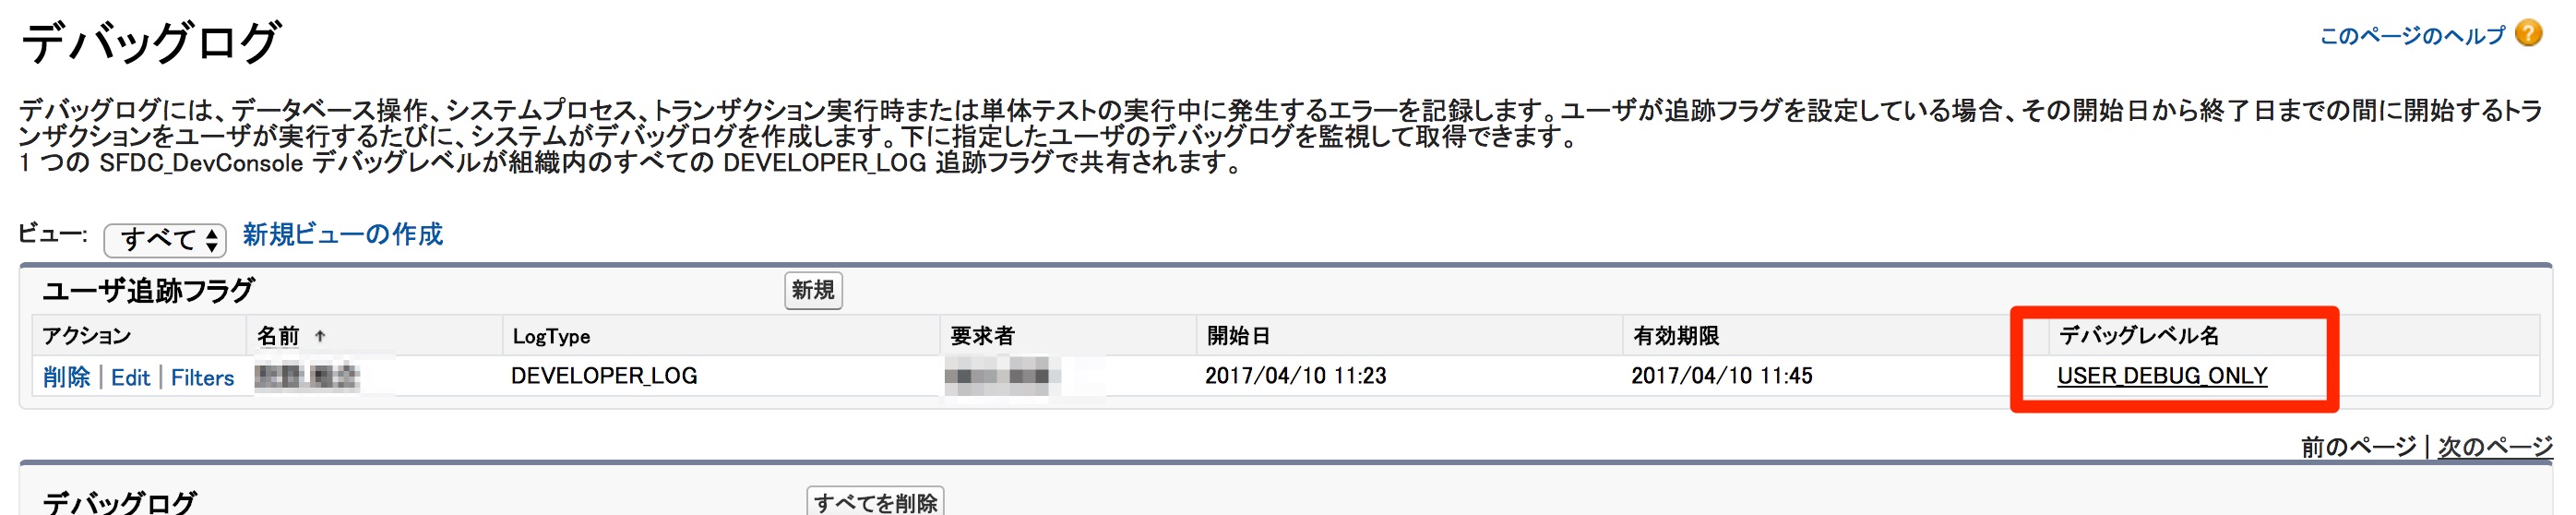 デバッグログ
このページのヘルプ ?
デバッグログには、データベース操作、システムプロセス、トランザクション実行時または単体テストの実行中に発生するエラーを記録します。ユーザが追跡フラグを設定している場合、その開始日から終了日までの間に開始するトラ
ンザクションをユーザが実行するたびに、システムがデバッグログを作成します。下に指定したユーザのデバッグログを監視して取得できます。
1 つの SFDC_DevConsole デバッグレベルが組織内のすべての DEVELOPER_LOG 追跡フラグで共有されます。
ビュー: すべて 新規ビューの作成
ユーザ追跡フラグ 新規
アクション 名前 ↑ LogType 要求者 開始日 有効期限 デバッグレベル名
削除 | Edit | Filters DEVELOPER_LOG 2017/04/10 11:23 2017/04/10 11:45 USER_DEBUG_ONLY
前のページ | 次のページ
デバッグログ すべてを削除